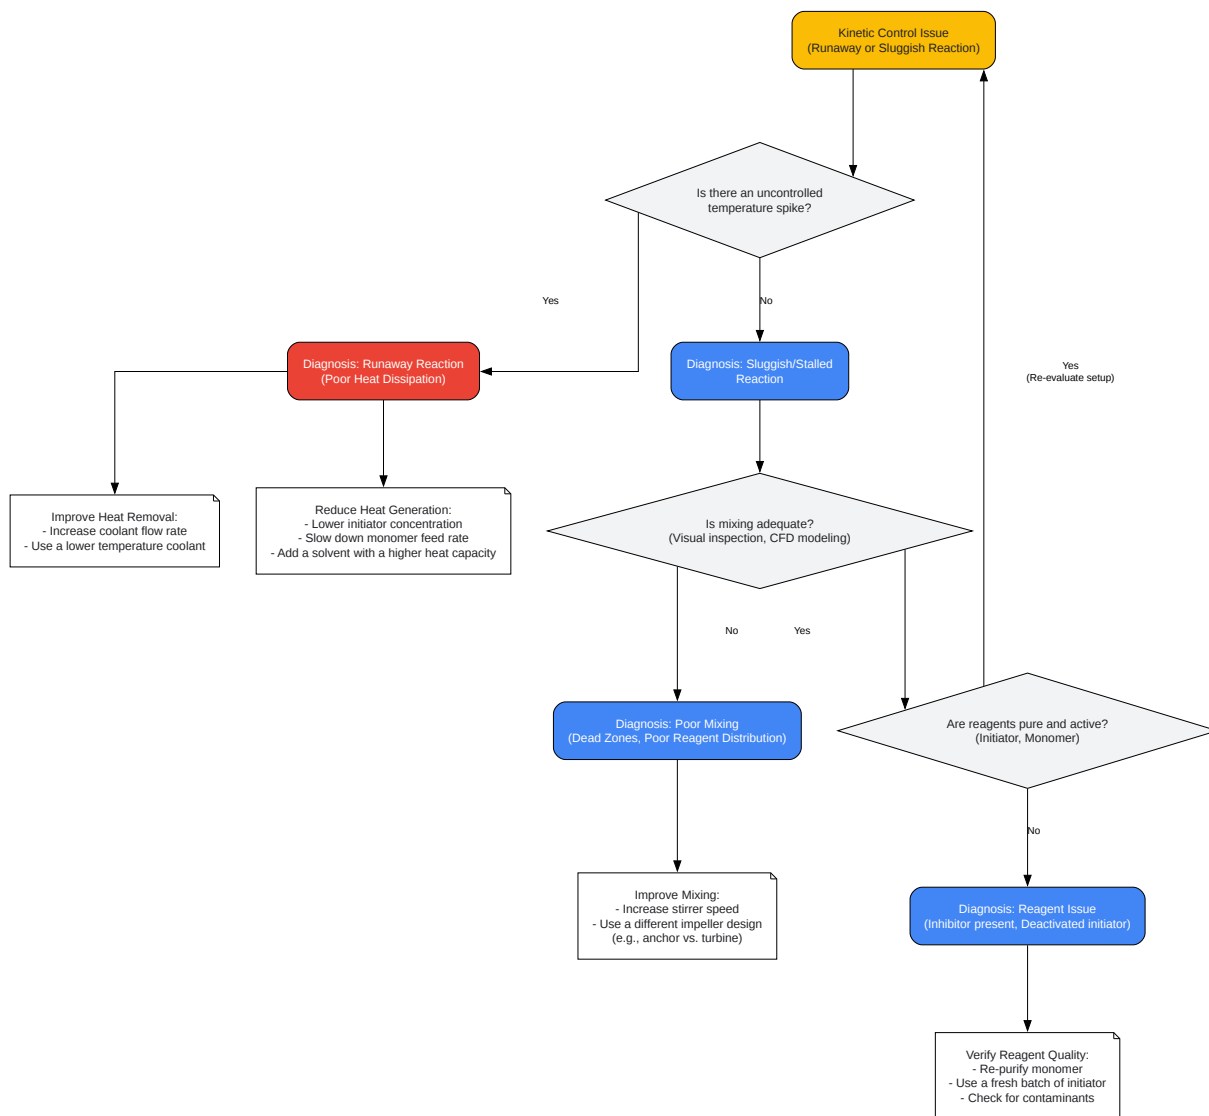 Kinetic Control Issue
(Runaway or Sluggish Reaction)
Is there an uncontrolled
temperature spike?
Yes
No
Diagnosis: Runaway Reaction
(Poor Heat Dissipation)
Diagnosis: Sluggish/Stalled
Reaction
Yes
(Re-evaluate setup)
Improve Heat Removal:
- Increase coolant flow rate
- Use a lower temperature coolant
Reduce Heat Generation:
- Lower initiator concentration
- Slow down monomer feed rate
- Add a solvent with a higher heat capacity
Is mixing adequate?
(Visual inspection, CFD modeling)
No
Yes
Diagnosis: Poor Mixing
(Dead Zones, Poor Reagent Distribution)
Are reagents pure and active?
(Initiator, Monomer)
No
Improve Mixing:
- Increase stirrer speed
- Use a different impeller design
(e.g., anchor vs. turbine)
Diagnosis: Reagent Issue
(Inhibitor present, Deactivated initiator)
Verify Reagent Quality:
- Re-purify monomer
- Use a fresh batch of initiator
- Check for contaminants